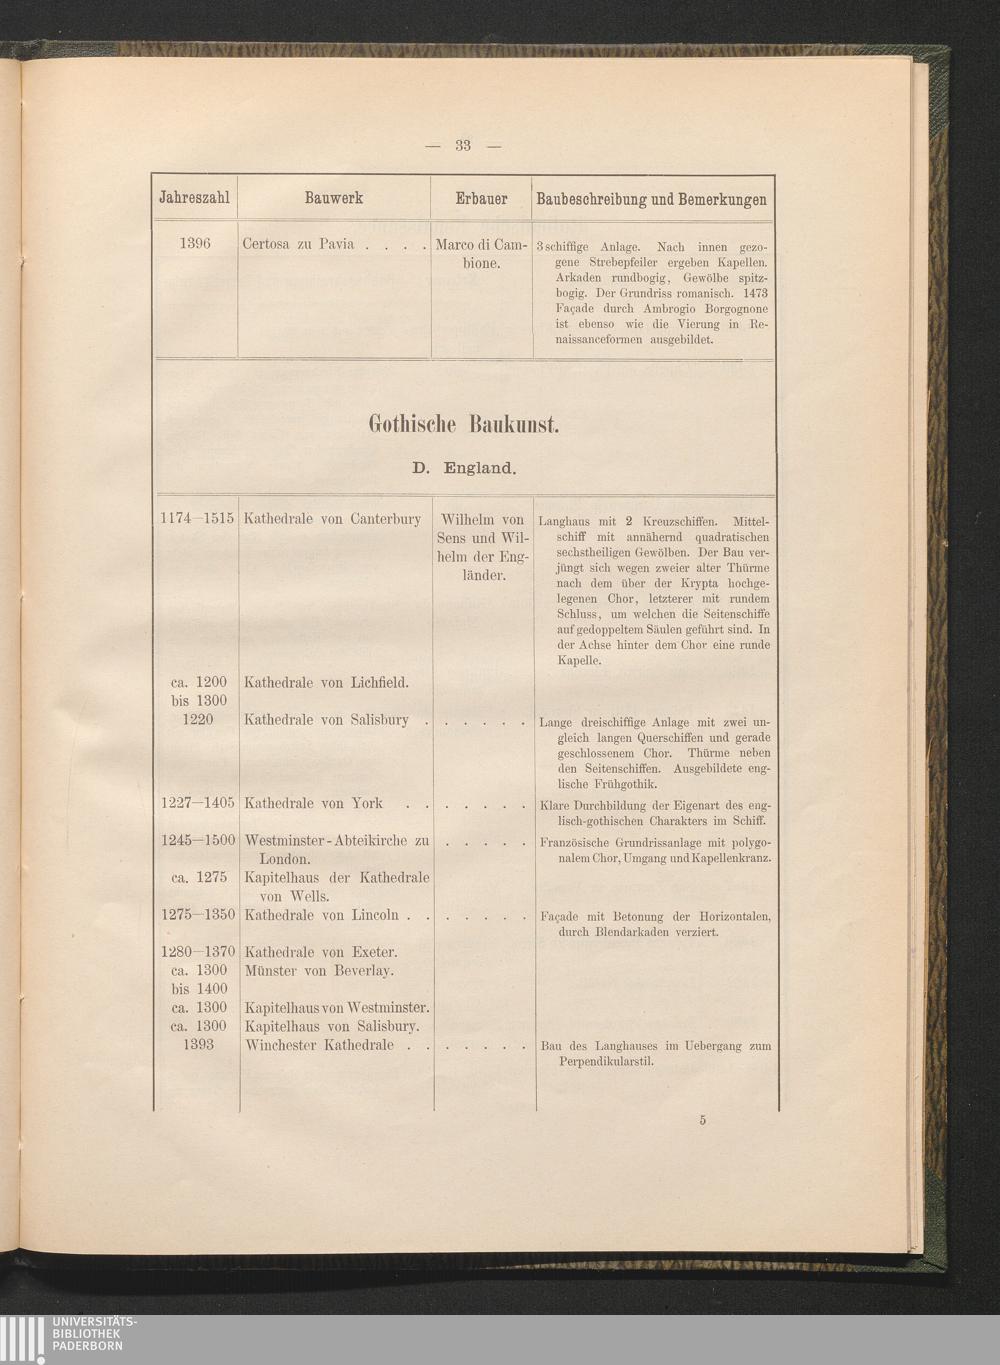 — 33 —
Jahreszahl Bauwerk Erbauer Baubeschreibung und Bemerkungen
1396 Certosa zu Pavia . . . . Marco di Cam-
bione.
3 schiffige Anlage. Nach innen gezo-
gene Strebepfeiler ergeben Kapellen.
Arkaden rundbogig, Gewölbe spitz-
bogig. Der Grundriss romanisch. 1473
Façade durch Ambrogio Borgognone
ist ebenso wie die Vierung in Re-
naissanceformen ausgebildet.
Gothische Baukunst.
D. England.
1174—1515 Kathedrale von Canterbury
Wilhelm von
Sens und Wil-
helm der Eng-
länder.
Langhaus mit 2 Kreuzschiffen. Mittel-
schiff mit annähernd quadratischen
sechstheiligen Gewölben. Der Bau ver-
jüngt sich wegen zweier alter Thürme
nach dem über der Krypta hochge-
legenen Chor, letzterer mit rundem
Schluss, um welchen die Seitenschiffe
auf gedoppeltem Säulen geführt sind. In
der Achse hinter dem Chor eine runde
Kapelle.
ca. 1200 Kathedrale von Lichfield.
bis 1300
1220 Kathedrale von Salisbury . . . . . .
Lange dreischiffige Anlage mit zwei un-
gleich langen Querschiffen und gerade
geschlossenem Chor. Thürme neben
den Seitenschiffen. Ausgebildete eng-
lische Frühgothik.
1227—1405 Kathedrale von York . . . . . . .
Klare Durchbildung der Eigenart des eng-
lisch-gothischen Charakters im Schiff.
1245—1500 Westminster-Abteikirche zu . . . . .
London.
Französische Grundrissanlage mit polygo-
nalem Chor, Umgang und Kapellenkranz.
ca. 1275 Kapitelhaus der Kathedrale
von Wells.
1275—1350 Kathedrale von Lincoln . . . . . . .
Façade mit Betonung der Horizontalen,
durch Blendarkaden verziert.
1280—1370 Kathedrale von Exeter.
ca. 1300 Münster von Beverlay.
bis 1400
ca. 1300 Kapitelhaus von Westminster.
ca. 1300 Kapitelhaus von Salisbury.
1393 Winchester Kathedrale . . . . . . .
Bau des Langhauses im Uebergang zum
Perpendikularstil.
5
UNIVERSITÄTS-
BIBLIOTHEK
PADERBORN